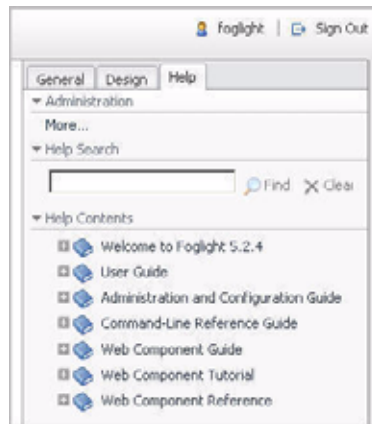 foglight | Sign Out
General Design Help
Administration
More...
Help Search
Find Clear
Help Contents
Welcome to Foglight 5.2.4
User Guide
Administration and Configuration Guide
Command-Line Reference Guide
Web Component Guide
Web Component Tutorial
Web Component Reference